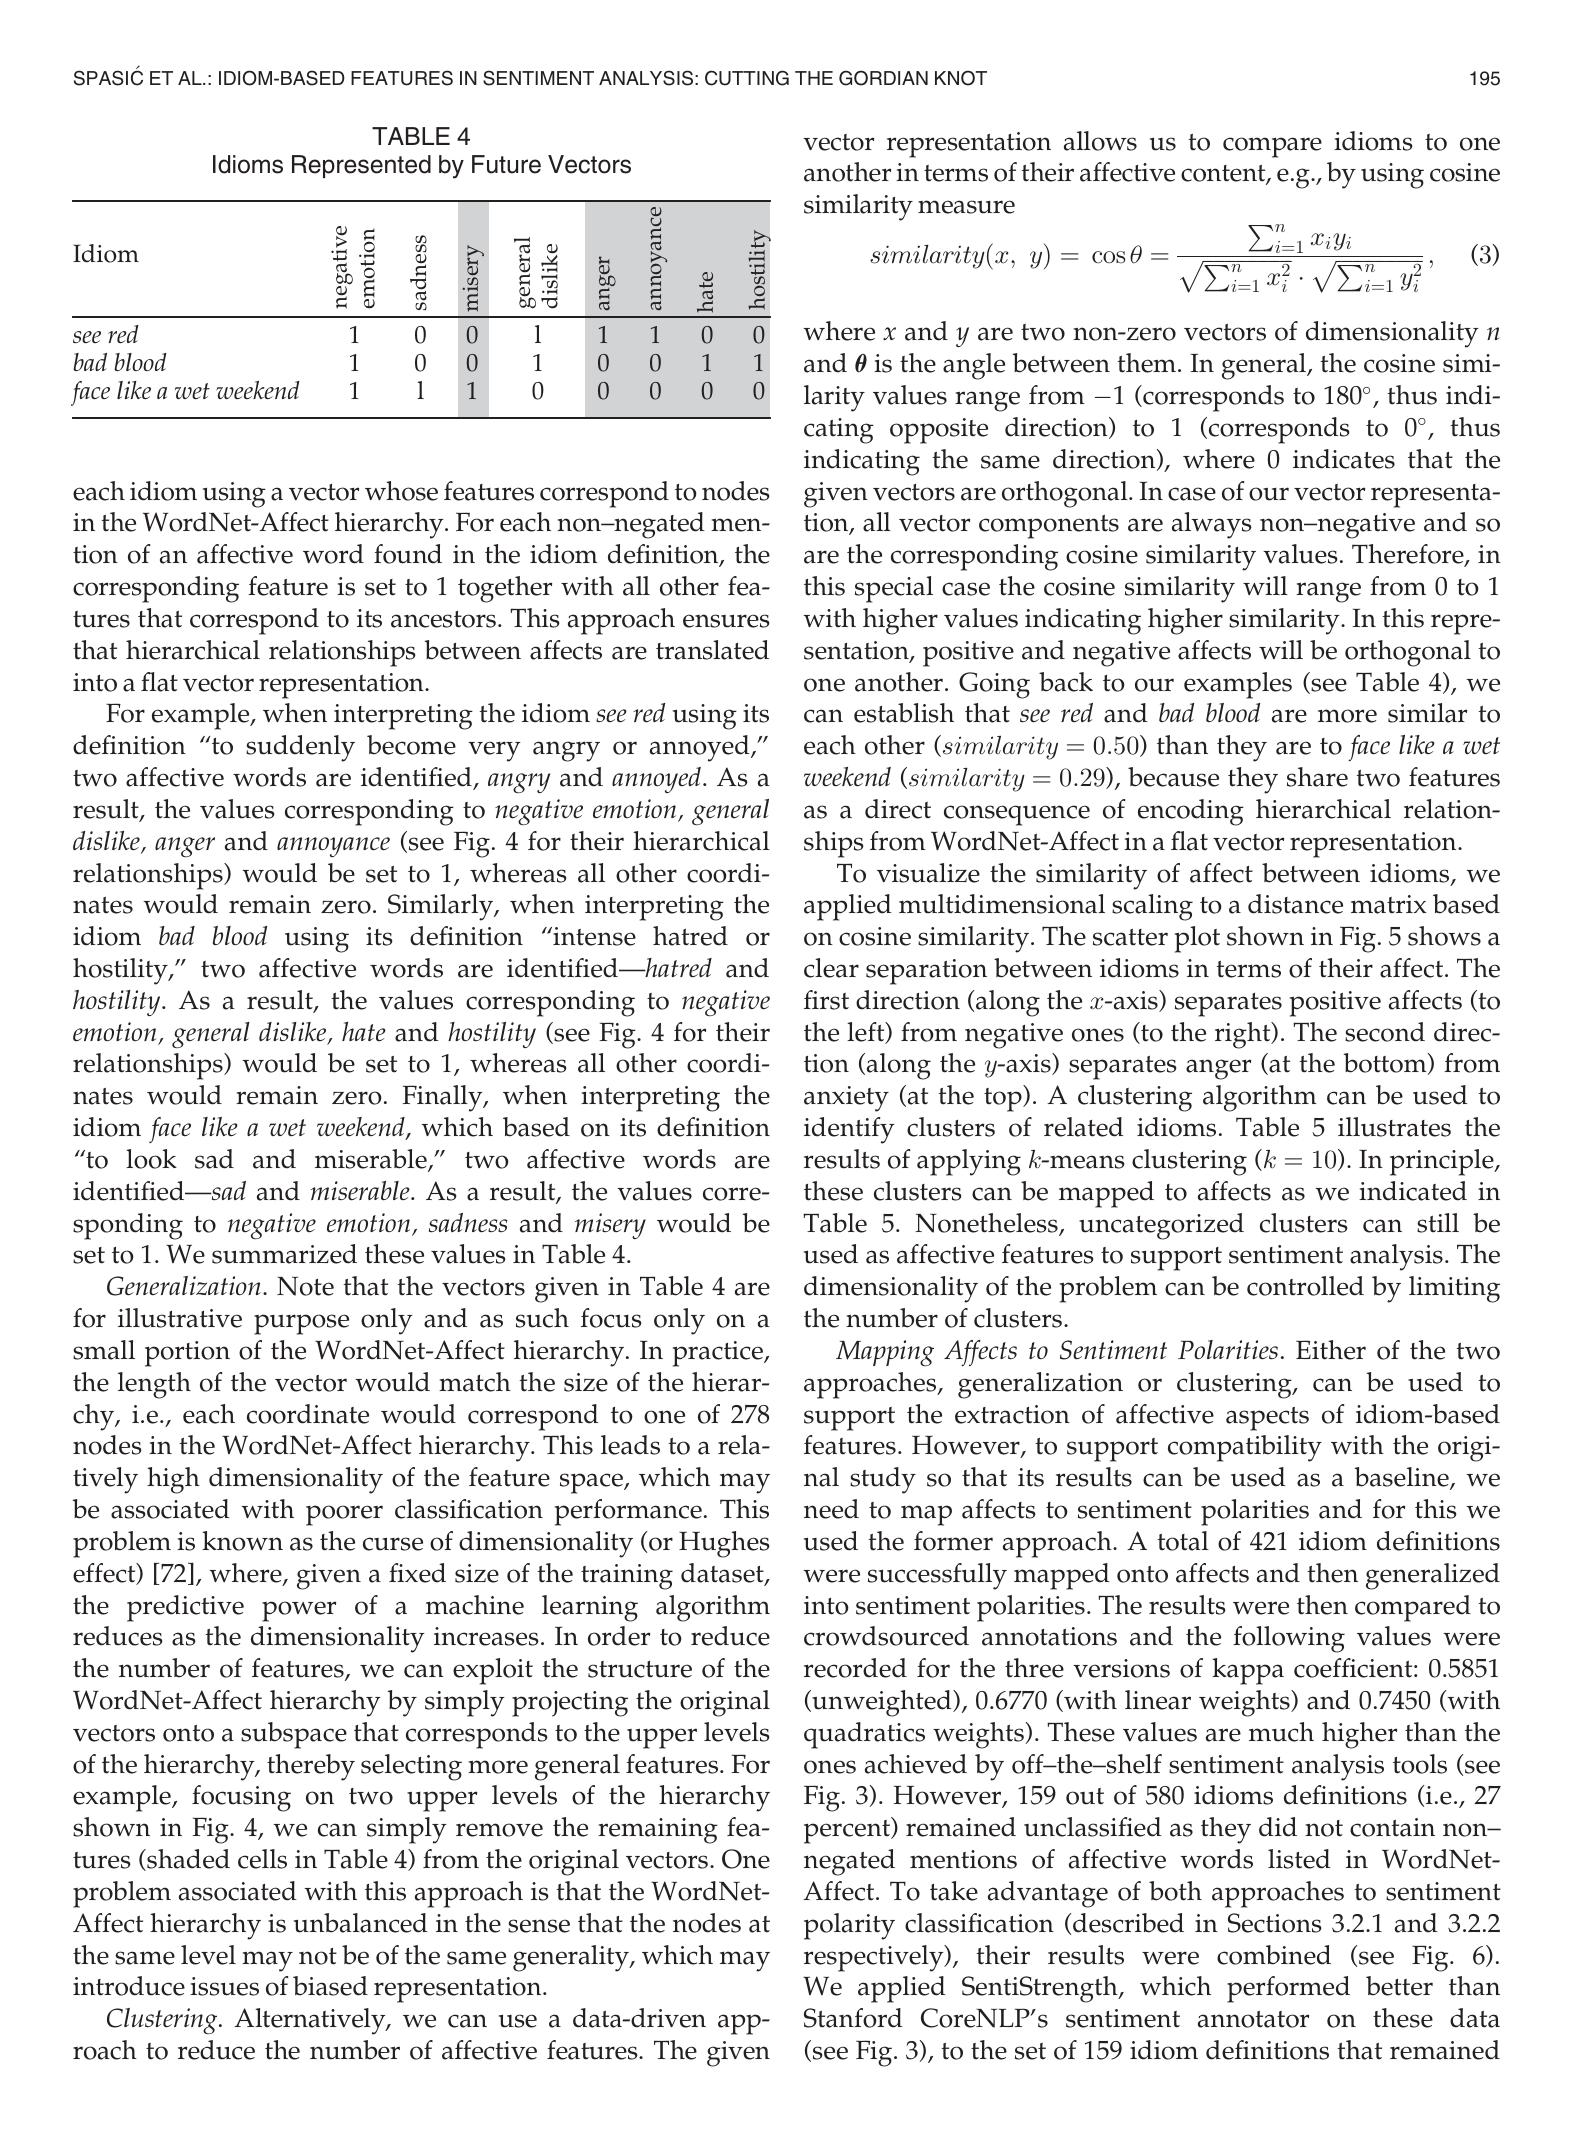 SPASIĆ ET AL.: IDIOM-BASED FEATURES IN SENTIMENT ANALYSIS: CUTTING THE GORDIAN KNOT 195
TABLE 4
Idioms Represented by Future Vectors
Idiom negative emotion sadness misery general dislike anger annoyance hate hostility
see red 1 0 0 1 1 1 0 0
bad blood 1 0 0 1 0 0 1 1
face like a wet weekend 1 1 1 0 0 0 0 0
each idiom using a vector whose features correspond to nodes
in the WordNet-Affect hierarchy. For each non–negated men-
tion of an affective word found in the idiom definition, the
corresponding feature is set to 1 together with all other fea-
tures that correspond to its ancestors. This approach ensures
that hierarchical relationships between affects are translated
into a flat vector representation.
For example, when interpreting the idiom see red using its
definition “to suddenly become very angry or annoyed,”
two affective words are identified, angry and annoyed. As a
result, the values corresponding to negative emotion, general
dislike, anger and annoyance (see Fig. 4 for their hierarchical
relationships) would be set to 1, whereas all other coordi-
nates would remain zero. Similarly, when interpreting the
idiom bad blood using its definition “intense hatred or
hostility,” two affective words are identified—hatred and
hostility. As a result, the values corresponding to negative
emotion, general dislike, hate and hostility (see Fig. 4 for their
relationships) would be set to 1, whereas all other coordi-
nates would remain zero. Finally, when interpreting the
idiom face like a wet weekend, which based on its definition
“to look sad and miserable,” two affective words are
identified—sad and miserable. As a result, the values corre-
sponding to negative emotion, sadness and misery would be
set to 1. We summarized these values in Table 4.
Generalization. Note that the vectors given in Table 4 are
for illustrative purpose only and as such focus only on a
small portion of the WordNet-Affect hierarchy. In practice,
the length of the vector would match the size of the hierar-
chy, i.e., each coordinate would correspond to one of 278
nodes in the WordNet-Affect hierarchy. This leads to a rela-
tively high dimensionality of the feature space, which may
be associated with poorer classification performance. This
problem is known as the curse of dimensionality (or Hughes
effect) [72], where, given a fixed size of the training dataset,
the predictive power of a machine learning algorithm
reduces as the dimensionality increases. In order to reduce
the number of features, we can exploit the structure of the
WordNet-Affect hierarchy by simply projecting the original
vectors onto a subspace that corresponds to the upper levels
of the hierarchy, thereby selecting more general features. For
example, focusing on two upper levels of the hierarchy
shown in Fig. 4, we can simply remove the remaining fea-
tures (shaded cells in Table 4) from the original vectors. One
problem associated with this approach is that the WordNet-
Affect hierarchy is unbalanced in the sense that the nodes at
the same level may not be of the same generality, which may
introduce issues of biased representation.
Clustering. Alternatively, we can use a data-driven app-
roach to reduce the number of affective features. The given
vector representation allows us to compare idioms to one
another in terms of their affective content, e.g., by using cosine
similarity measure
similarity(x, y) = cos θ = ∑ⁿᵢ₌₁ xᵢyᵢ / (√(∑ⁿᵢ₌₁ xᵢ²) · √(∑ⁿᵢ₌₁ yᵢ²)), (3)
where x and y are two non-zero vectors of dimensionality n
and θ is the angle between them. In general, the cosine simi-
larity values range from −1 (corresponds to 180°, thus indi-
cating opposite direction) to 1 (corresponds to 0°, thus
indicating the same direction), where 0 indicates that the
given vectors are orthogonal. In case of our vector representa-
tion, all vector components are always non–negative and so
are the corresponding cosine similarity values. Therefore, in
this special case the cosine similarity will range from 0 to 1
with higher values indicating higher similarity. In this repre-
sentation, positive and negative affects will be orthogonal to
one another. Going back to our examples (see Table 4), we
can establish that see red and bad blood are more similar to
each other (similarity = 0.50) than they are to face like a wet
weekend (similarity = 0.29), because they share two features
as a direct consequence of encoding hierarchical relation-
ships from WordNet-Affect in a flat vector representation.
To visualize the similarity of affect between idioms, we
applied multidimensional scaling to a distance matrix based
on cosine similarity. The scatter plot shown in Fig. 5 shows a
clear separation between idioms in terms of their affect. The
first direction (along the x-axis) separates positive affects (to
the left) from negative ones (to the right). The second direc-
tion (along the y-axis) separates anger (at the bottom) from
anxiety (at the top). A clustering algorithm can be used to
identify clusters of related idioms. Table 5 illustrates the
results of applying k-means clustering (k = 10). In principle,
these clusters can be mapped to affects as we indicated in
Table 5. Nonetheless, uncategorized clusters can still be
used as affective features to support sentiment analysis. The
dimensionality of the problem can be controlled by limiting
the number of clusters.
Mapping Affects to Sentiment Polarities. Either of the two
approaches, generalization or clustering, can be used to
support the extraction of affective aspects of idiom-based
features. However, to support compatibility with the origi-
nal study so that its results can be used as a baseline, we
need to map affects to sentiment polarities and for this we
used the former approach. A total of 421 idiom definitions
were successfully mapped onto affects and then generalized
into sentiment polarities. The results were then compared to
crowdsourced annotations and the following values were
recorded for the three versions of kappa coefficient: 0.5851
(unweighted), 0.6770 (with linear weights) and 0.7450 (with
quadratics weights). These values are much higher than the
ones achieved by off–the–shelf sentiment analysis tools (see
Fig. 3). However, 159 out of 580 idioms definitions (i.e., 27
percent) remained unclassified as they did not contain non–
negated mentions of affective words listed in WordNet-
Affect. To take advantage of both approaches to sentiment
polarity classification (described in Sections 3.2.1 and 3.2.2
respectively), their results were combined (see Fig. 6).
We applied SentiStrength, which performed better than
Stanford CoreNLP’s sentiment annotator on these data
(see Fig. 3), to the set of 159 idiom definitions that remained